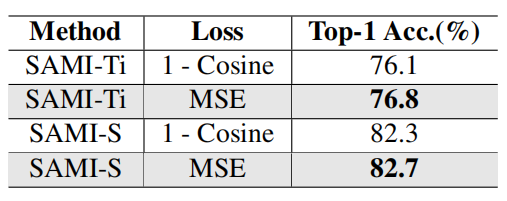 Method Loss Top-1 Acc.(%)
SAMI-Ti 1 - Cosine 76.1
SAMI-Ti MSE 76.8
SAMI-S 1 - Cosine 82.3
SAMI-S MSE 82.7